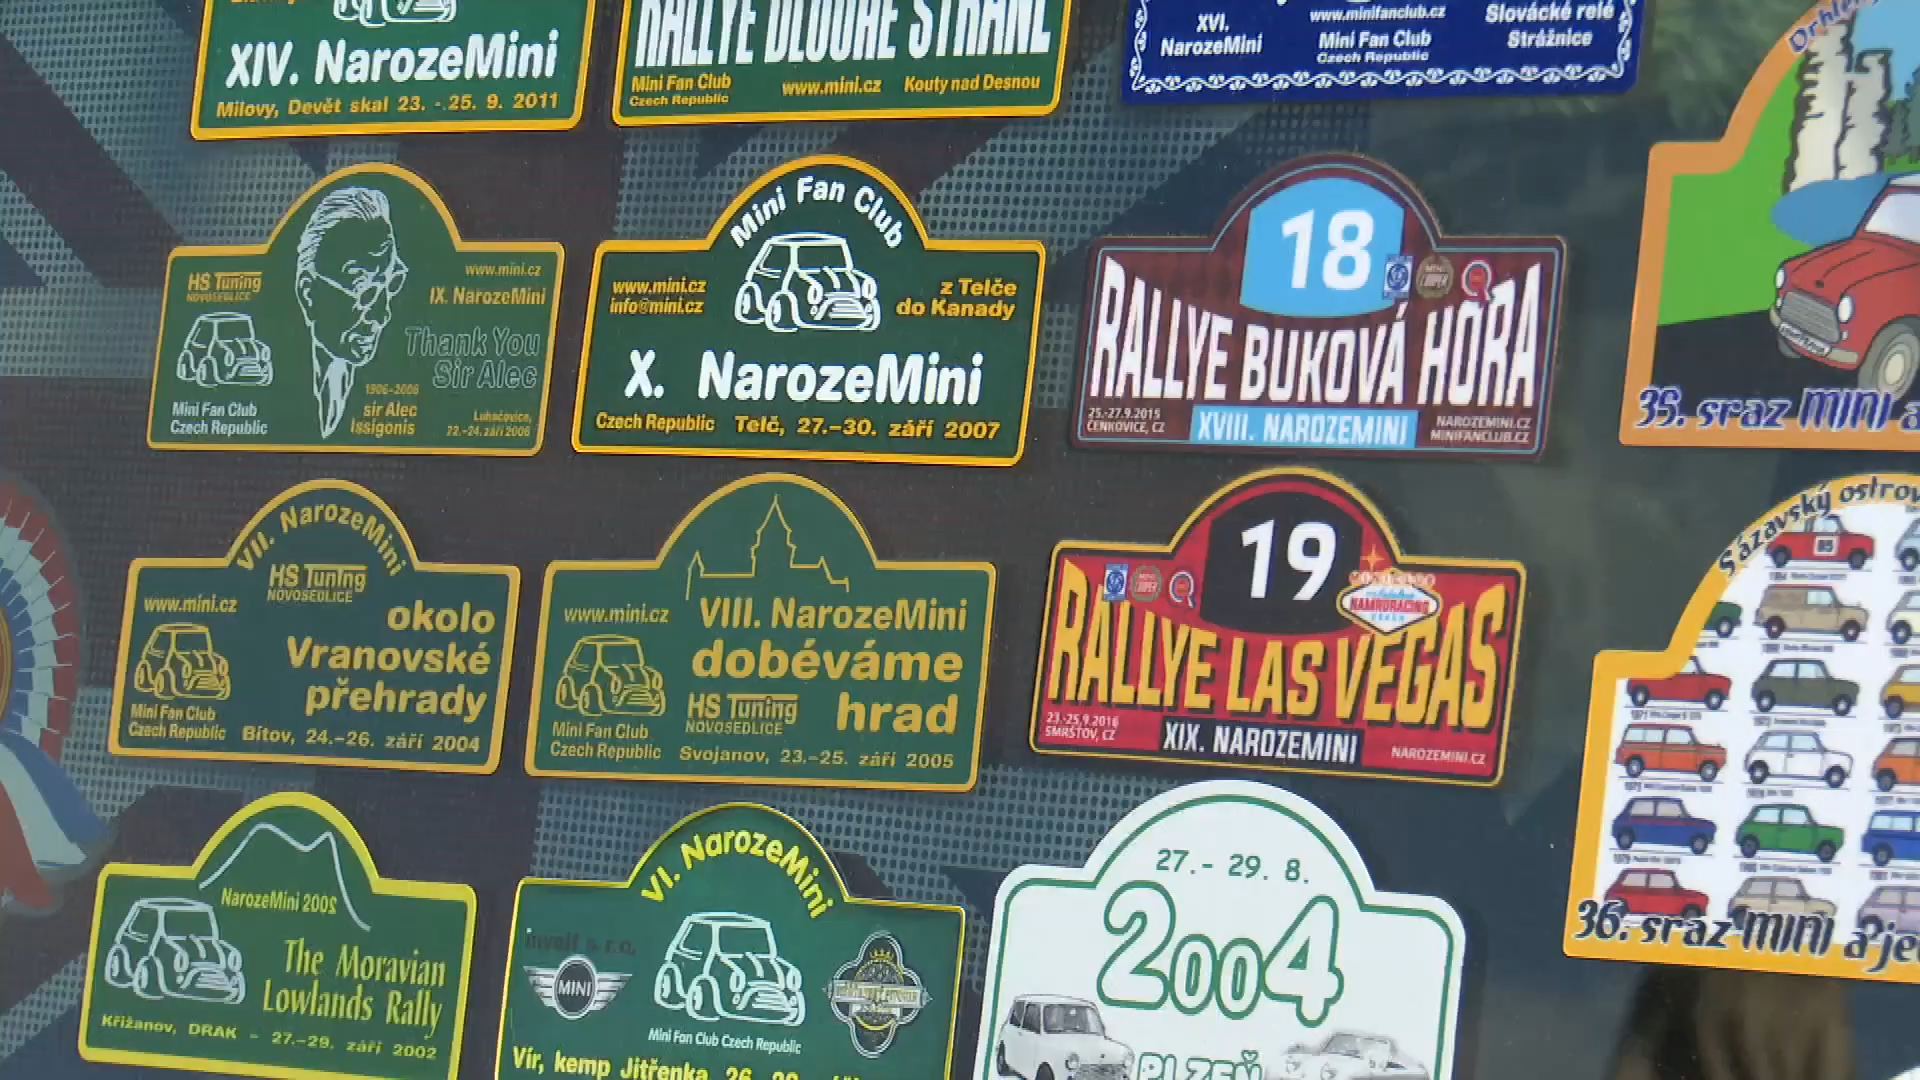 XIV. NarozeMini
Milovy, Devět skal 23. - 25. 9. 2011
RALLYE DLOUHÉ STRÁNĚ
Mini Fan Club
Czech Republic
www.mini.cz
Kouty nad Desnou
XVI.
NarozeMini
www.minifanclub.cz
Mini Fan Club
Czech Republic
Slovácké relé
Strážnice
HS Tuning
NOVOSEDLICE
www.mini.cz
IX. NarozeMini
Thank You
Sir Alec
1906-2006
sir Alec
Issigonis
Mini Fan Club
Czech Republic
Luhačovice,
22.-24. září 2006
Mini Fan Club
www.mini.cz
info@mini.cz
z Telče
do Kanady
X. NarozeMini
Czech Republic Telč, 27.-30. září 2007
18
RALLYE BUKOVÁ HORA
25.-27.9.2015
ČENKOVICE, CZ
XVIII. NAROZEMINI
NAROZEMINI.CZ
MINIFANCLUB.CZ
35. sraz MINI a
VII. NarozeMini
HS Tuning
NOVOSEDLICE
www.mini.cz
okolo
Vranovské
přehrady
Mini Fan Club
Czech Republic
Bítov, 24.-26. září 2004
www.mini.cz
VIII. NarozeMini
dobéváme
hrad
HS Tuning
NOVOSEDLICE
Mini Fan Club
Czech Republic
Svojanov, 23.-25. září 2005
19
NAMRORACING
RALLYE LAS VEGAS
23.-25.9.2016
SMRŠTOV, CZ
XIX. NAROZEMINI
NAROZEMINI.CZ
Sázavský ostrov
85
36. sraz MINI a je
NarozeMini 2002
The Moravian
Lowlands Rally
Křižanov, DRAK - 27.-29. září 2002
VI. NarozeMini
invelt s r.o.
MINI
Mini Fan Club Czech Republic
Vír, kemp Jitřenka
27. - 29. 8.
2004
PLZEŇ